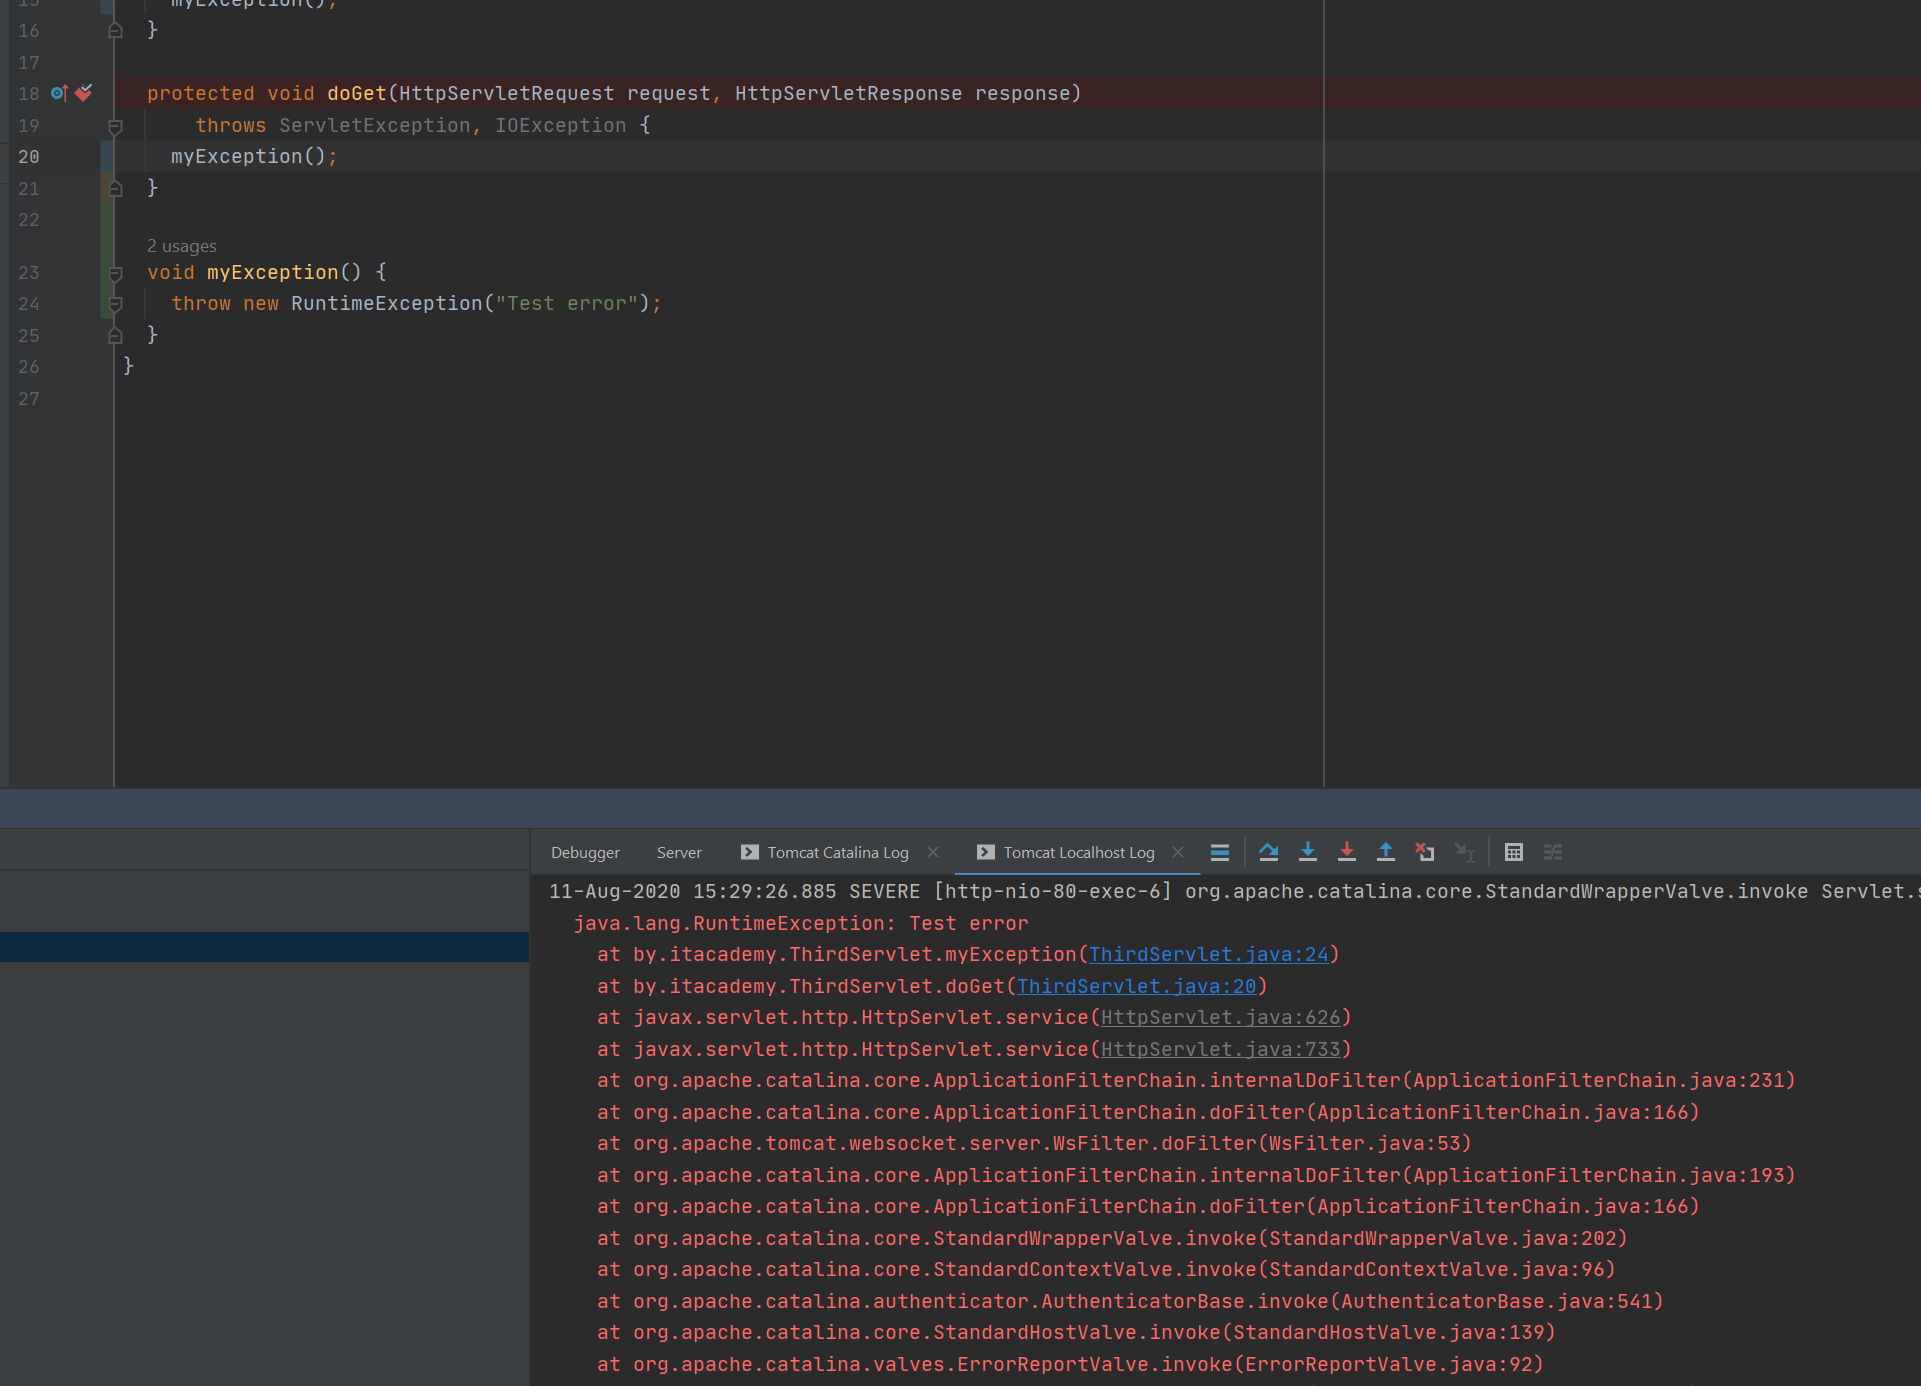 15 myException();
16 }
17
18 protected void doGet(HttpServletRequest request, HttpServletResponse response)
19 throws ServletException, IOException {
20 myException();
21 }
22
2 usages
23 void myException() {
24 throw new RuntimeException("Test error");
25 }
26 }
27
Debugger Server Tomcat Catalina Log Tomcat Localhost Log
11-Aug-2020 15:29:26.885 SEVERE [http-nio-80-exec-6] org.apache.catalina.core.StandardWrapperValve.invoke Servlet.s
java.lang.RuntimeException: Test error
at by.itacademy.ThirdServlet.myException(ThirdServlet.java:24)
at by.itacademy.ThirdServlet.doGet(ThirdServlet.java:20)
at javax.servlet.http.HttpServlet.service(HttpServlet.java:626)
at javax.servlet.http.HttpServlet.service(HttpServlet.java:733)
at org.apache.catalina.core.ApplicationFilterChain.internalDoFilter(ApplicationFilterChain.java:231)
at org.apache.catalina.core.ApplicationFilterChain.doFilter(ApplicationFilterChain.java:166)
at org.apache.tomcat.websocket.server.WsFilter.doFilter(WsFilter.java:53)
at org.apache.catalina.core.ApplicationFilterChain.internalDoFilter(ApplicationFilterChain.java:193)
at org.apache.catalina.core.ApplicationFilterChain.doFilter(ApplicationFilterChain.java:166)
at org.apache.catalina.core.StandardWrapperValve.invoke(StandardWrapperValve.java:202)
at org.apache.catalina.core.StandardContextValve.invoke(StandardContextValve.java:96)
at org.apache.catalina.authenticator.AuthenticatorBase.invoke(AuthenticatorBase.java:541)
at org.apache.catalina.core.StandardHostValve.invoke(StandardHostValve.java:139)
at org.apache.catalina.valves.ErrorReportValve.invoke(ErrorReportValve.java:92)